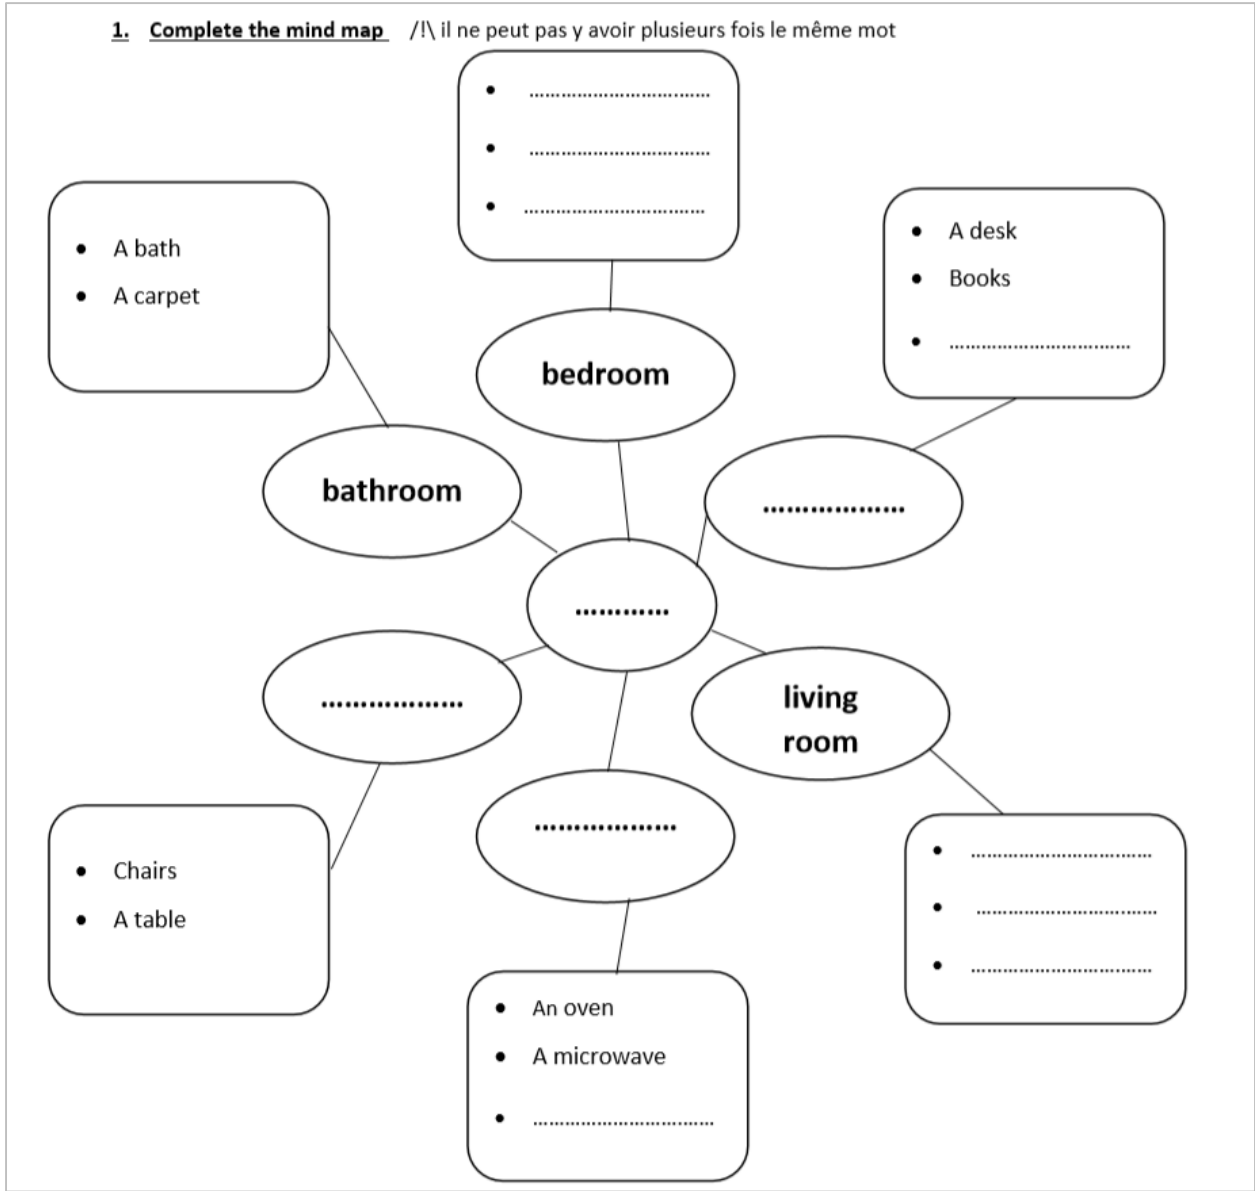 1. Complete the mind map /!\ il ne peut pas y avoir plusieurs fois le même mot
• ...............................
• ...............................
• ...............................
• A bath
• A carpet
• A desk
• Books
• ...............................
bedroom
bathroom
..................
............
..................
living
room
..................
• Chairs
• A table
• ...............................
• ...............................
• ...............................
• An oven
• A microwave
• ...............................